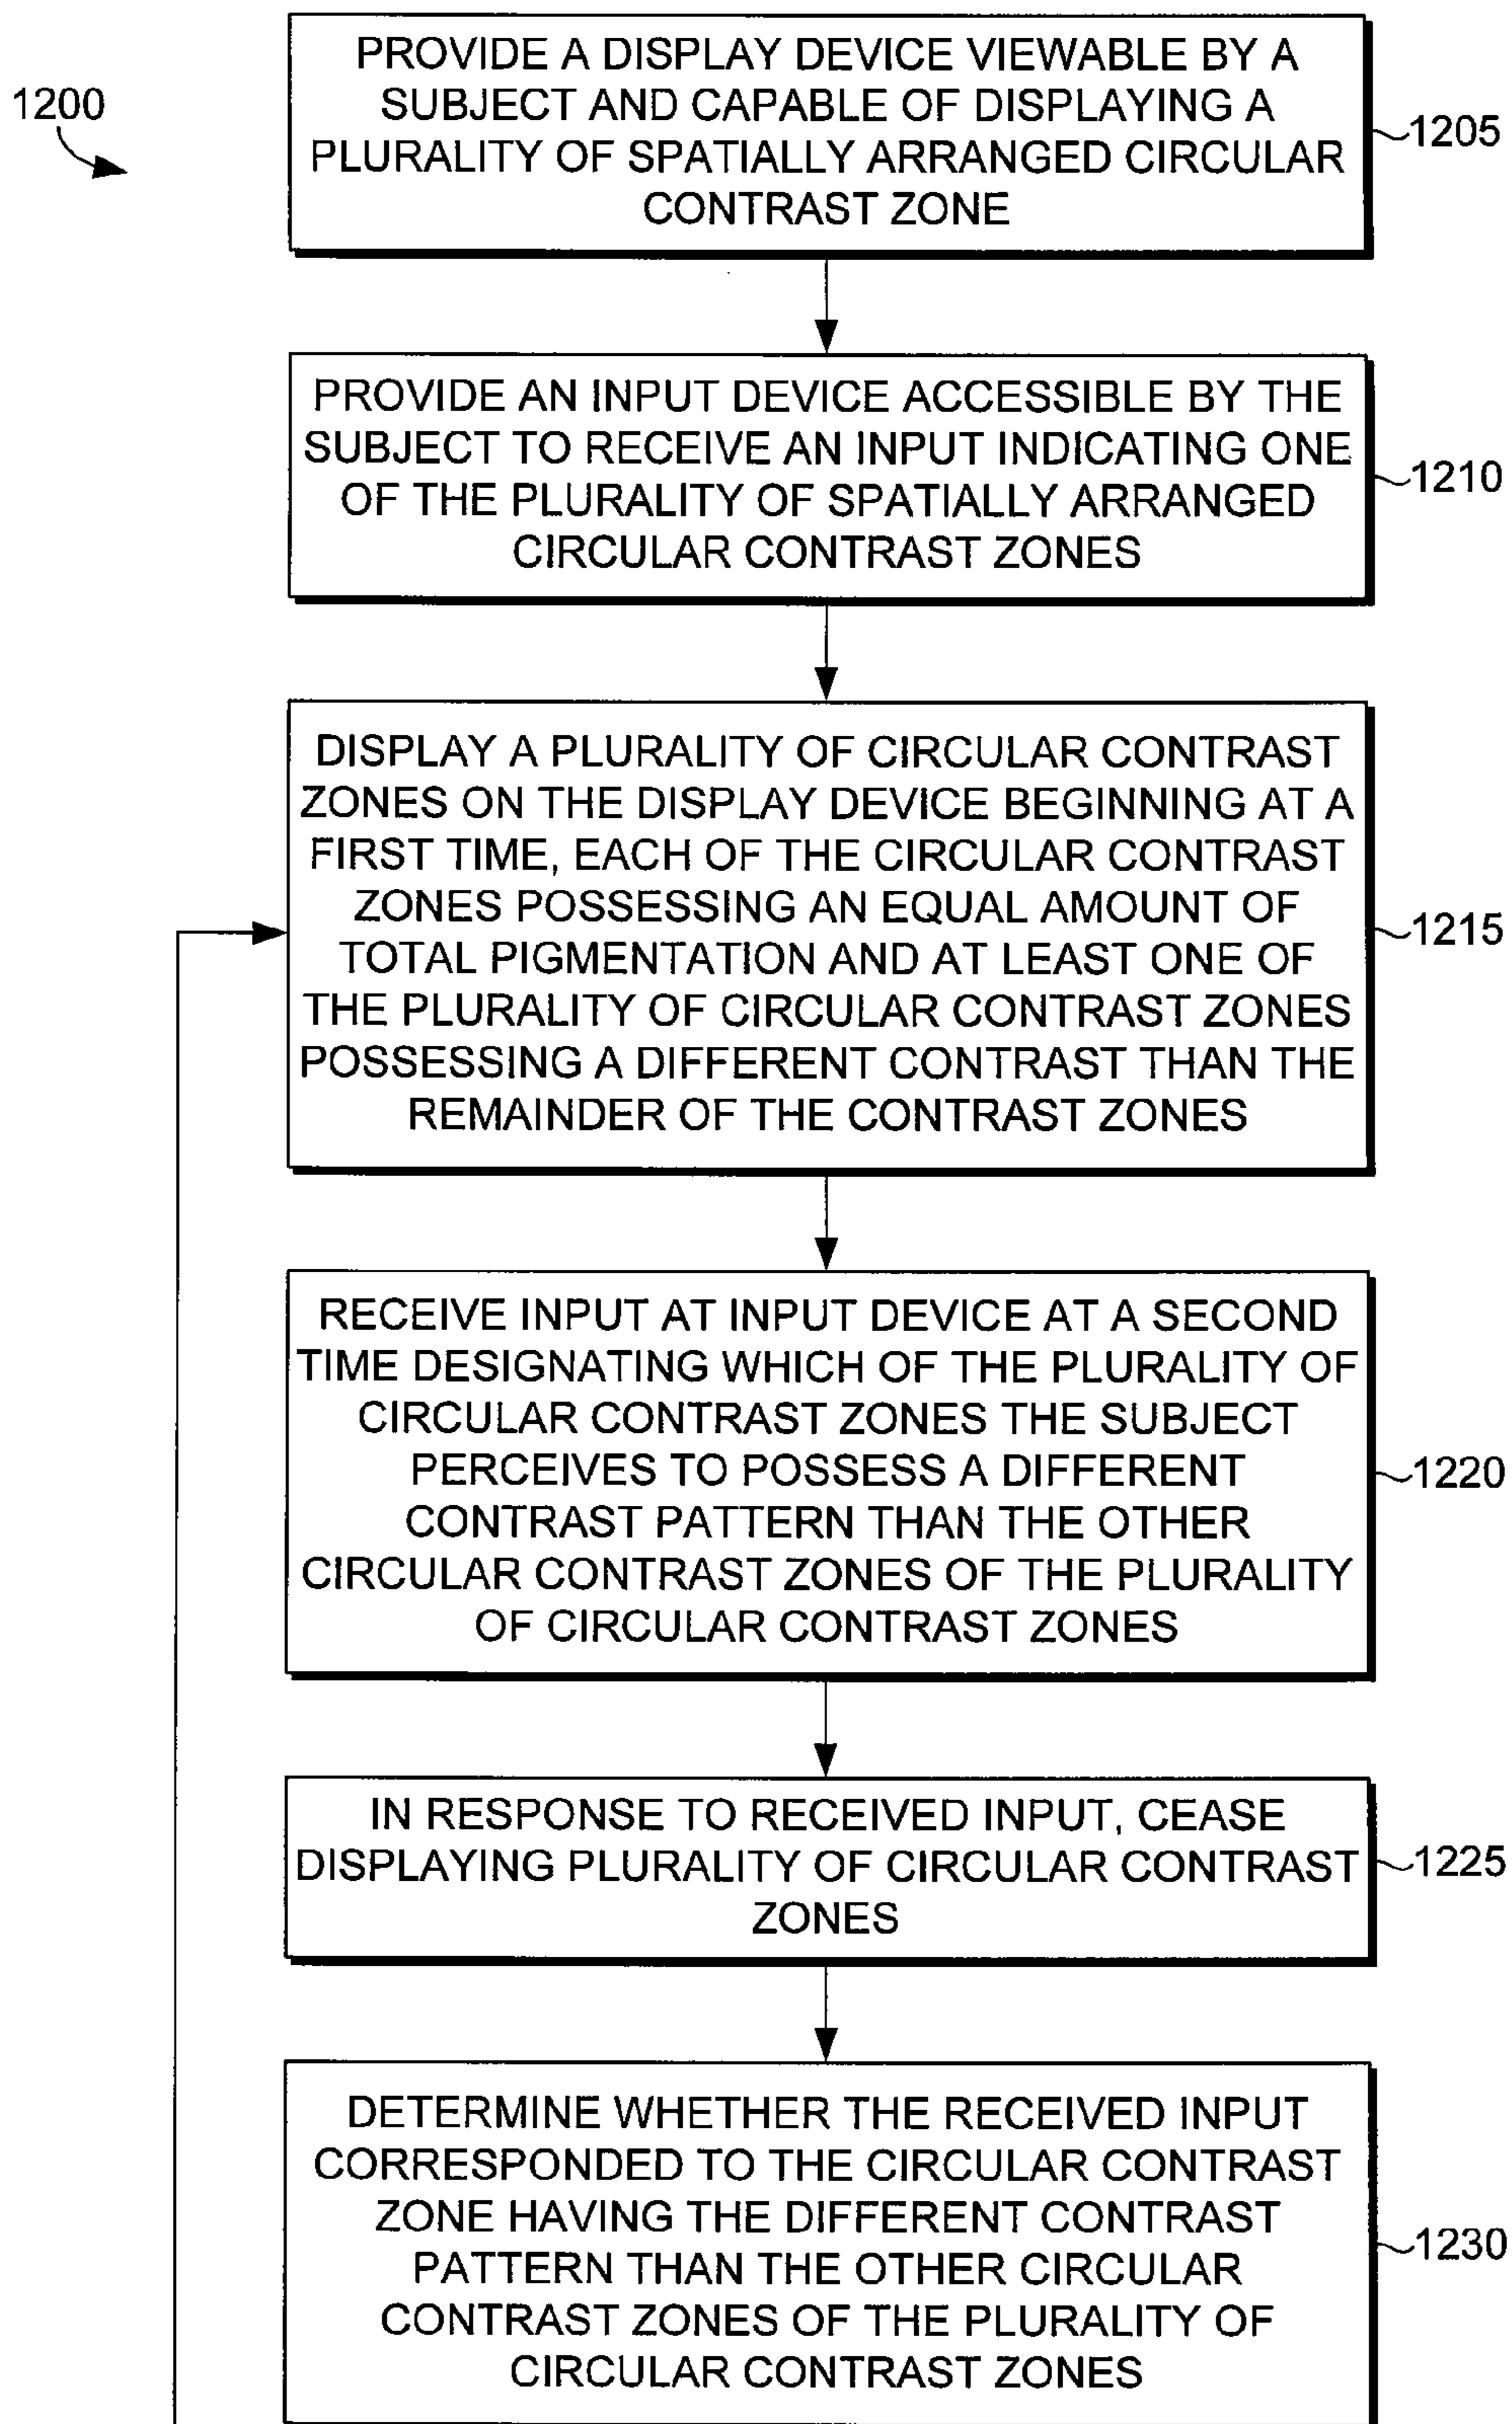 1200
PROVIDE A DISPLAY DEVICE VIEWABLE BY A
SUBJECT AND CAPABLE OF DISPLAYING A
PLURALITY OF SPATIALLY ARRANGED CIRCULAR
CONTRAST ZONE
1205
PROVIDE AN INPUT DEVICE ACCESSIBLE BY THE
SUBJECT TO RECEIVE AN INPUT INDICATING ONE
OF THE PLURALITY OF SPATIALLY ARRANGED
CIRCULAR CONTRAST ZONES
1210
DISPLAY A PLURALITY OF CIRCULAR CONTRAST
ZONES ON THE DISPLAY DEVICE BEGINNING AT A
FIRST TIME, EACH OF THE CIRCULAR CONTRAST
ZONES POSSESSING AN EQUAL AMOUNT OF
TOTAL PIGMENTATION AND AT LEAST ONE OF
THE PLURALITY OF CIRCULAR CONTRAST ZONES
POSSESSING A DIFFERENT CONTRAST THAN THE
REMAINDER OF THE CONTRAST ZONES
1215
RECEIVE INPUT AT INPUT DEVICE AT A SECOND
TIME DESIGNATING WHICH OF THE PLURALITY OF
CIRCULAR CONTRAST ZONES THE SUBJECT
PERCEIVES TO POSSESS A DIFFERENT
CONTRAST PATTERN THAN THE OTHER
CIRCULAR CONTRAST ZONES OF THE PLURALITY
OF CIRCULAR CONTRAST ZONES
1220
IN RESPONSE TO RECEIVED INPUT, CEASE
DISPLAYING PLURALITY OF CIRCULAR CONTRAST
ZONES
1225
DETERMINE WHETHER THE RECEIVED INPUT
CORRESPONDED TO THE CIRCULAR CONTRAST
ZONE HAVING THE DIFFERENT CONTRAST
PATTERN THAN THE OTHER CIRCULAR
CONTRAST ZONES OF THE PLURALITY OF
CIRCULAR CONTRAST ZONES
1230